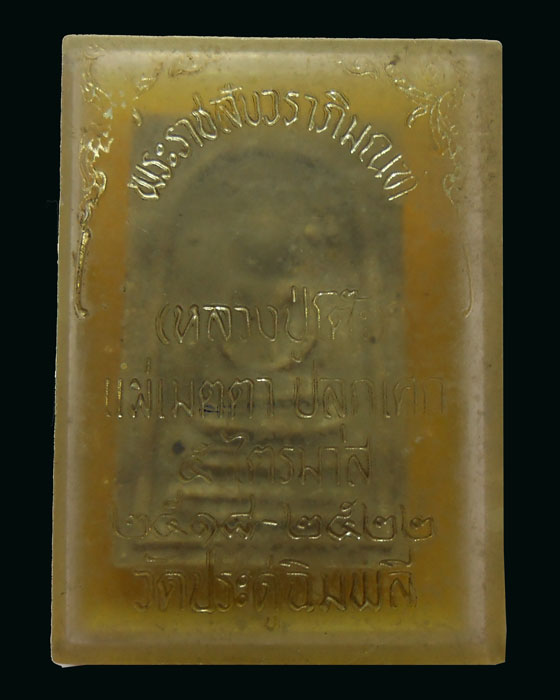 พระราชสังวราภิมณฑ์
(หลวงปู่โต๊ะ)
แผ่เมตตา ปลุกเสก
๕ ไตรมาส
๒๕๑๘-๒๕๒๒
วัดประดู่ฉิมพลี